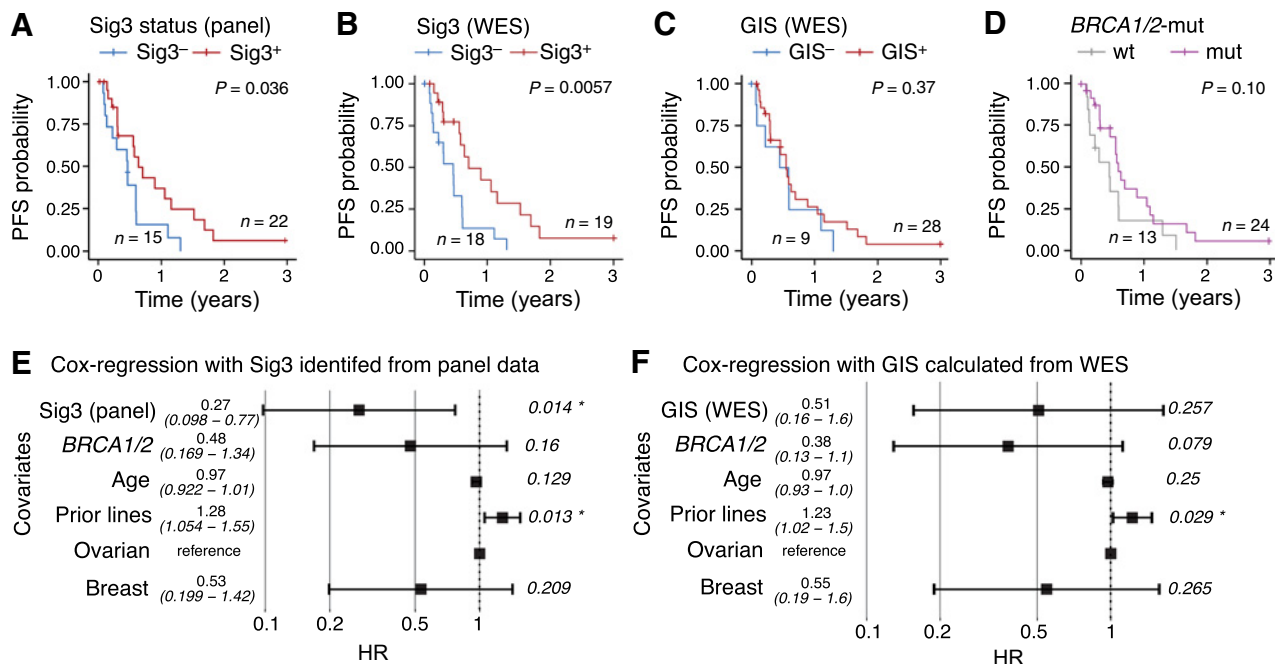 A Sig3 status (panel)
Sig3– Sig3+
PFS probability
1.00
0.75
0.50
0.25
0.00
P = 0.036
n = 22
n = 15
0 1 2 3
Time (years)
B Sig3 (WES)
Sig3– Sig3+
PFS probability
1.00
0.75
0.50
0.25
0.00
P = 0.0057
n = 19
n = 18
0 1 2 3
Time (years)
C GIS (WES)
GIS– GIS+
PFS probability
1.00
0.75
0.50
0.25
0.00
P = 0.37
n = 28
n = 9
0 1 2 3
Time (years)
D BRCA1/2-mut
wt mut
PFS probability
1.00
0.75
0.50
0.25
0.00
P = 0.10
n = 24
n = 13
0 1 2 3
Time (years)
E Cox-regression with Sig3 identifed from panel data
Covariates
Sig3 (panel) 0.27 0.014 *
(0.098 – 0.77)
BRCA1/2 0.48 0.16
(0.169 – 1.34)
Age 0.97 0.129
(0.922 – 1.01)
Prior lines 1.28 0.013 *
(1.054 – 1.55)
Ovarian reference
Breast 0.53 0.209
(0.199 – 1.42)
0.1 0.2 0.5 1
HR
F Cox-regression with GIS calculated from WES
Covariates
GIS (WES) 0.51 0.257
(0.16 – 1.6)
BRCA1/2 0.38 0.079
(0.13 – 1.1)
Age 0.97 0.25
(0.93 – 1.0)
Prior lines 1.23 0.029 *
(1.02 – 1.5)
Ovarian reference
Breast 0.55 0.265
(0.19 – 1.6)
0.1 0.2 0.5 1
HR